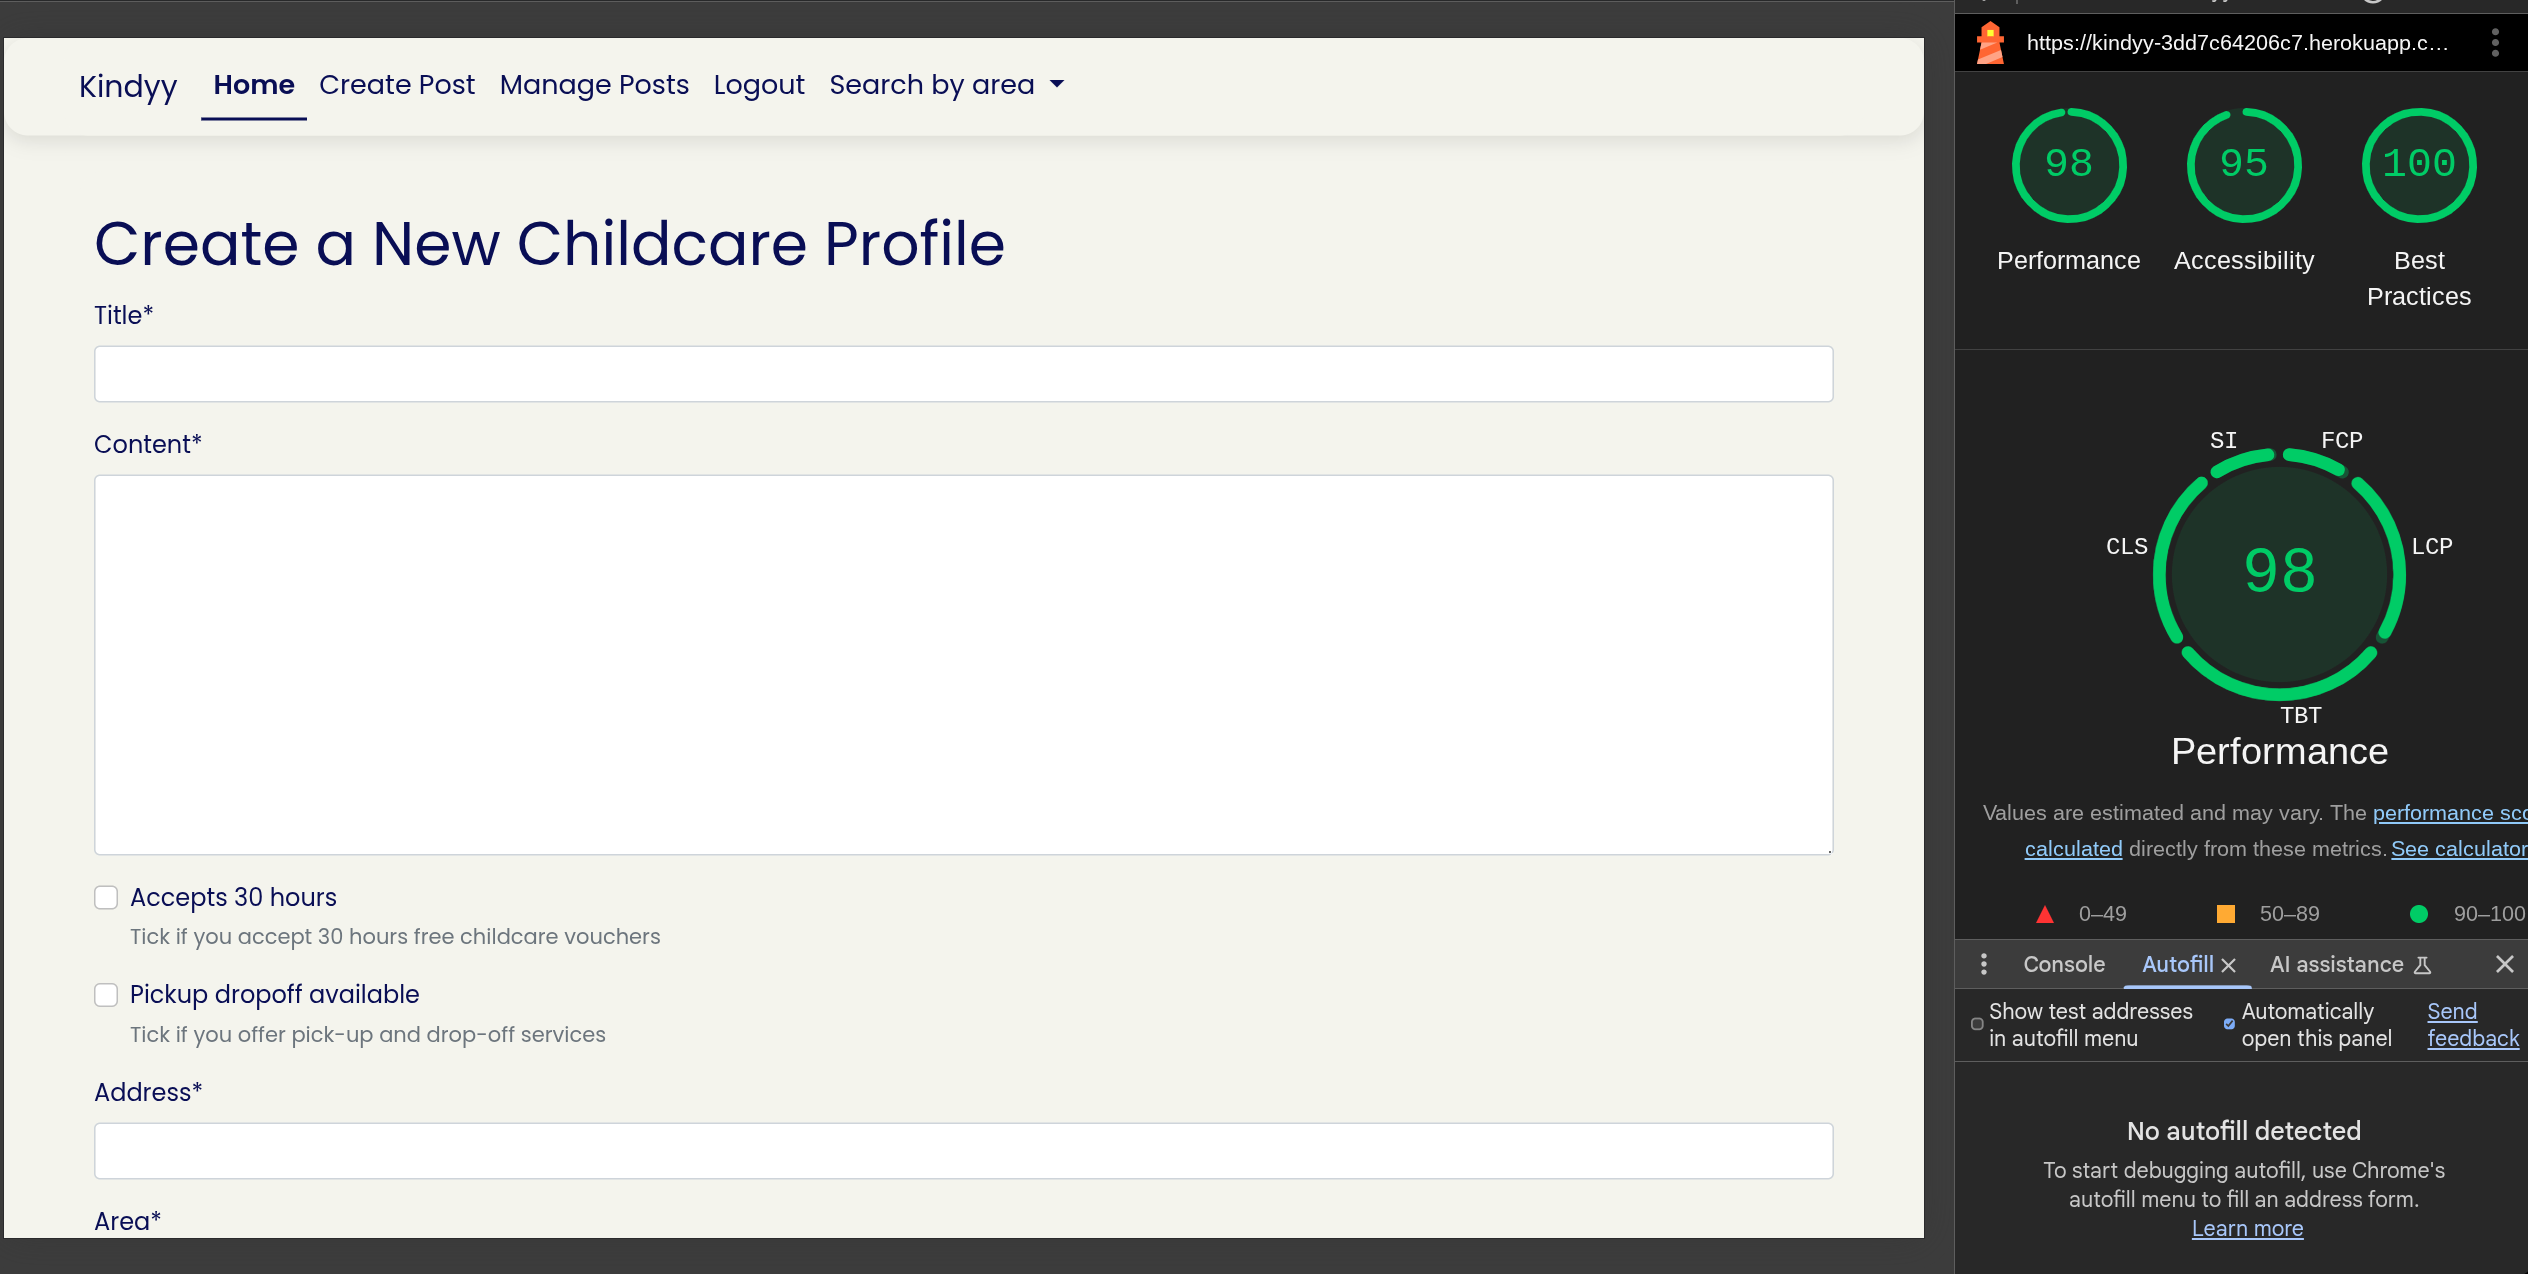 Kindyy Home Create Post Manage Posts Logout Search by area
Create a New Childcare Profile
Title*
Content*
Accepts 30 hours
Tick if you accept 30 hours free childcare vouchers
Pickup dropoff available
Tick if you offer pick-up and drop-off services
Address*
Area*
https://kindyy-3dd7c64206c7.herokuapp.c…
98 95 100
Performance Accessibility Best
Practices
SI FCP
CLS LCP
98
TBT
Performance
Values are estimated and may vary. The performance sco
calculated directly from these metrics. See calculator
0–49 50–89 90–100
Console Autofill AI assistance
Show test addresses
in autofill menu
Automatically
open this panel
Send
feedback
No autofill detected
To start debugging autofill, use Chrome's
autofill menu to fill an address form.
Learn more